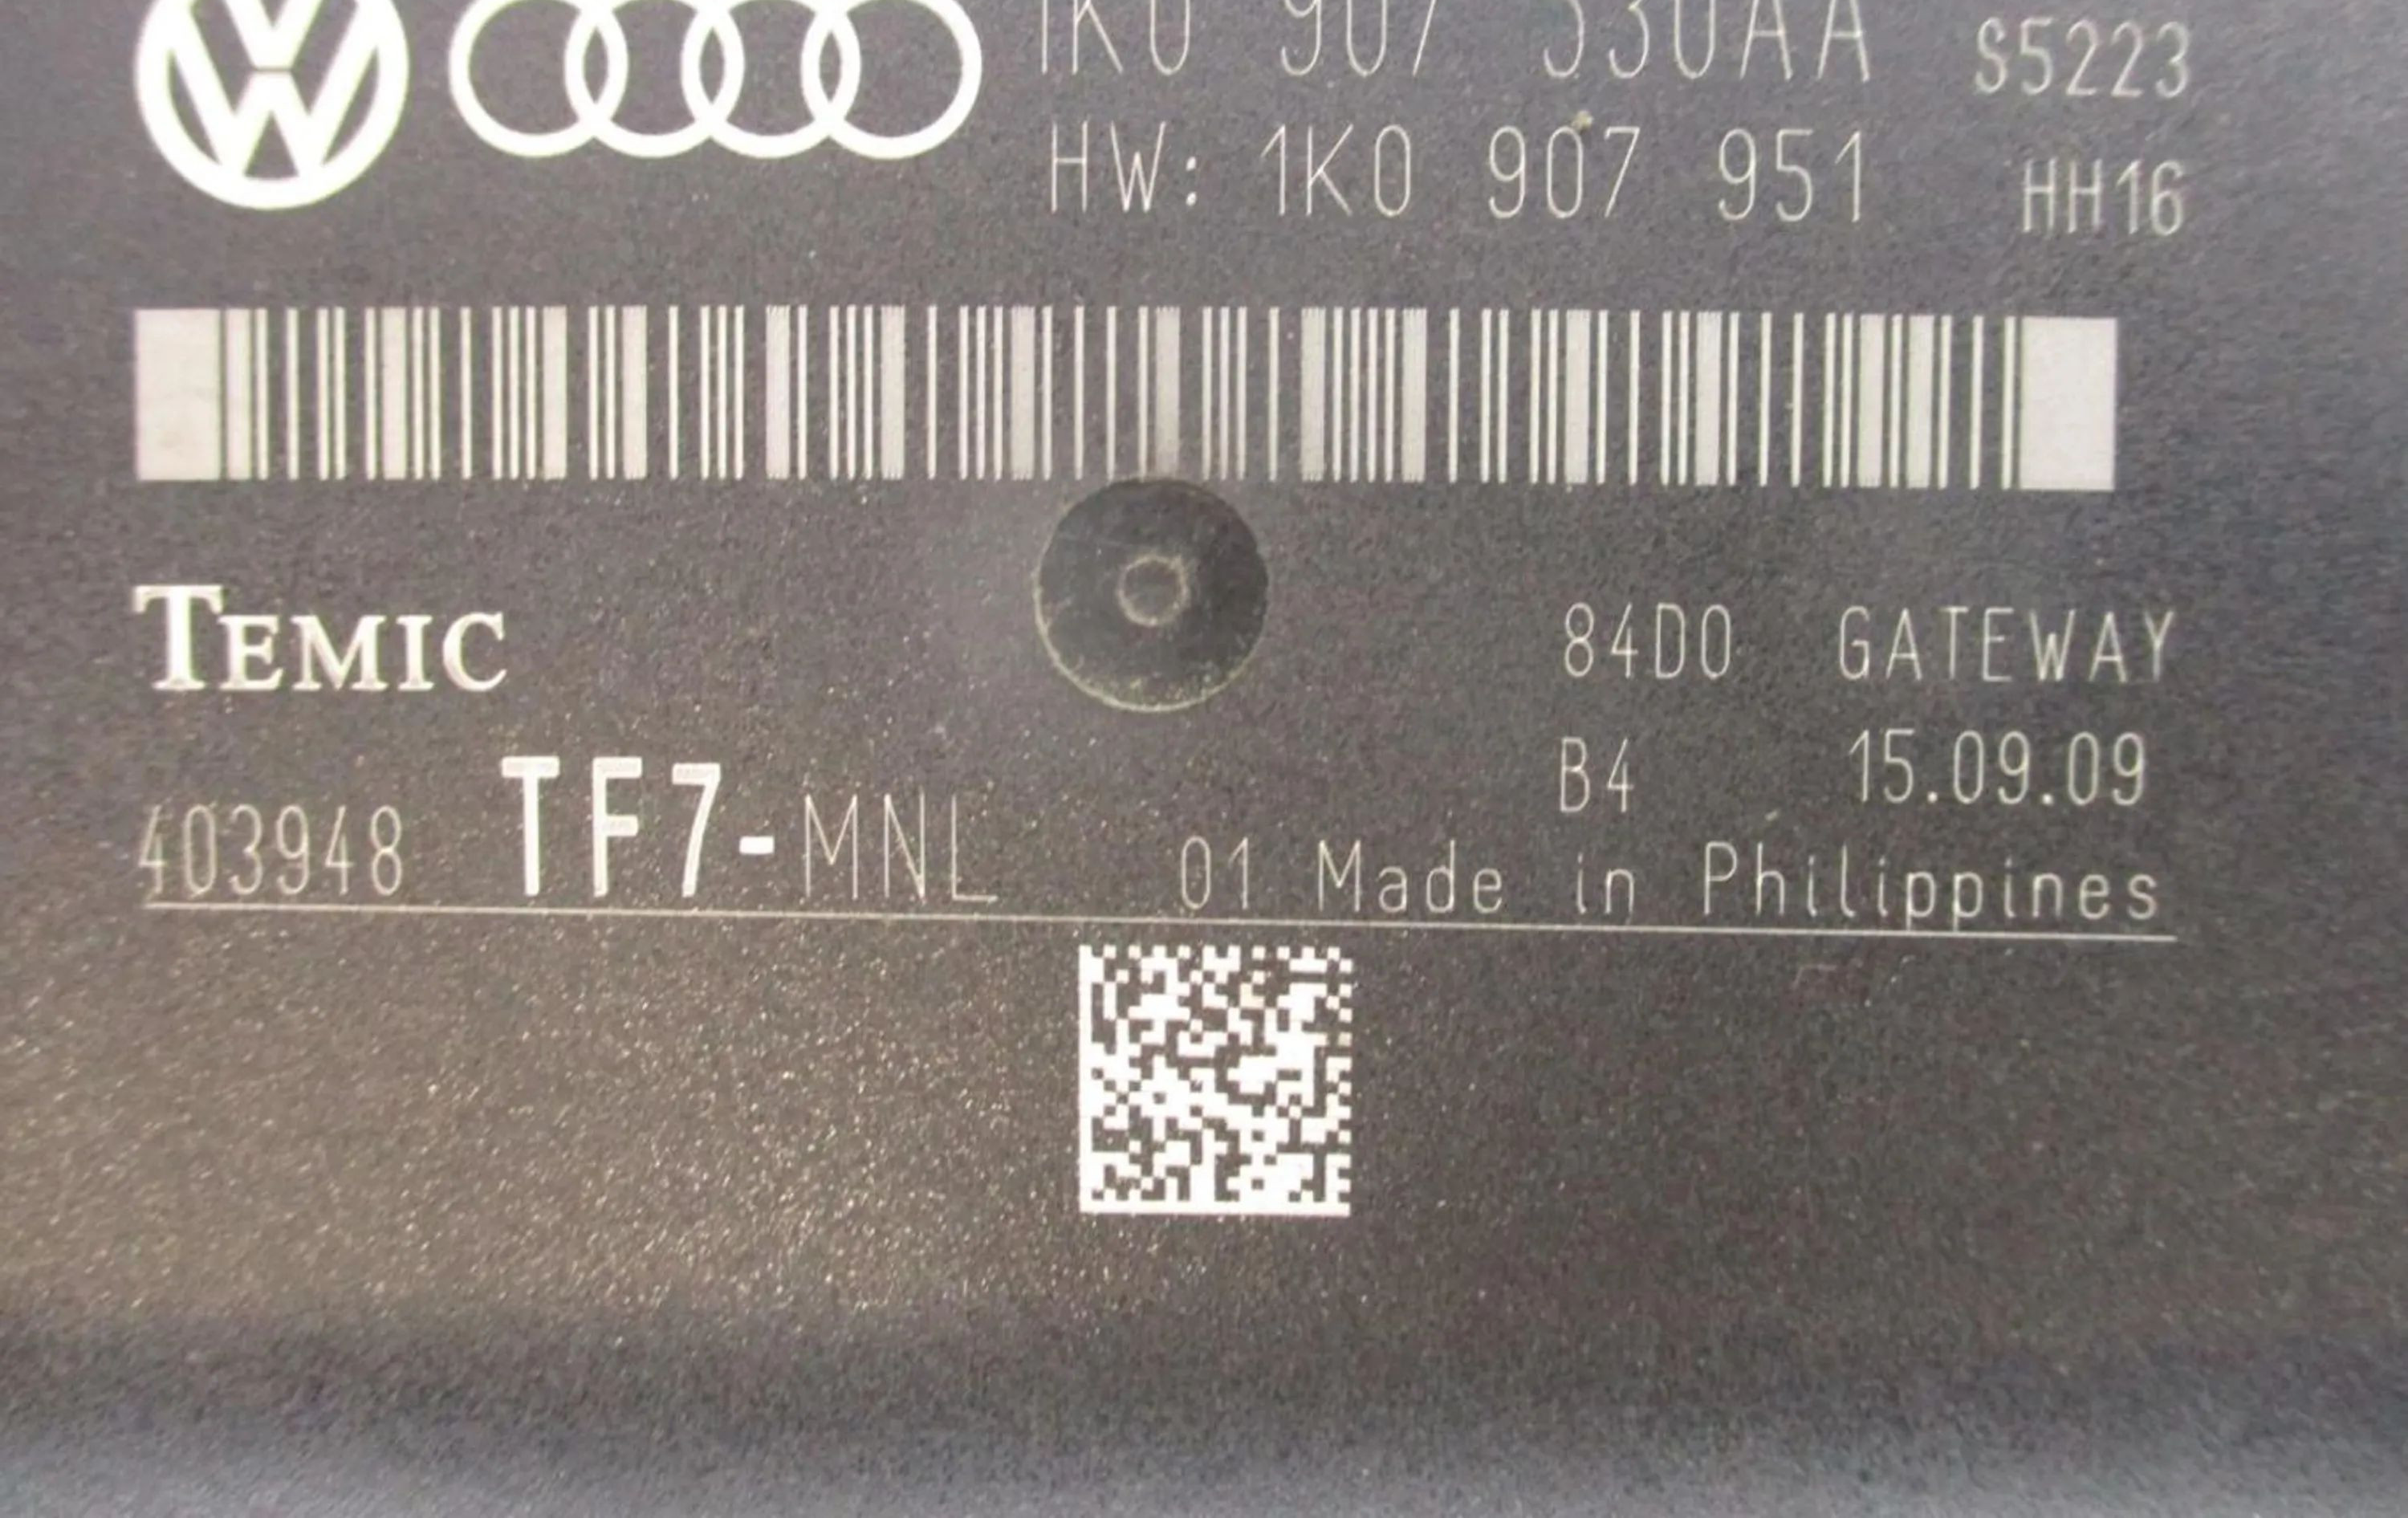 1K0 907 530AA S5223
HW: 1K0 907 951 HH16
TEMIC
84D0 GATEWAY
B4 15.09.09
403948 TF7-MNL 01 Made in Philippines